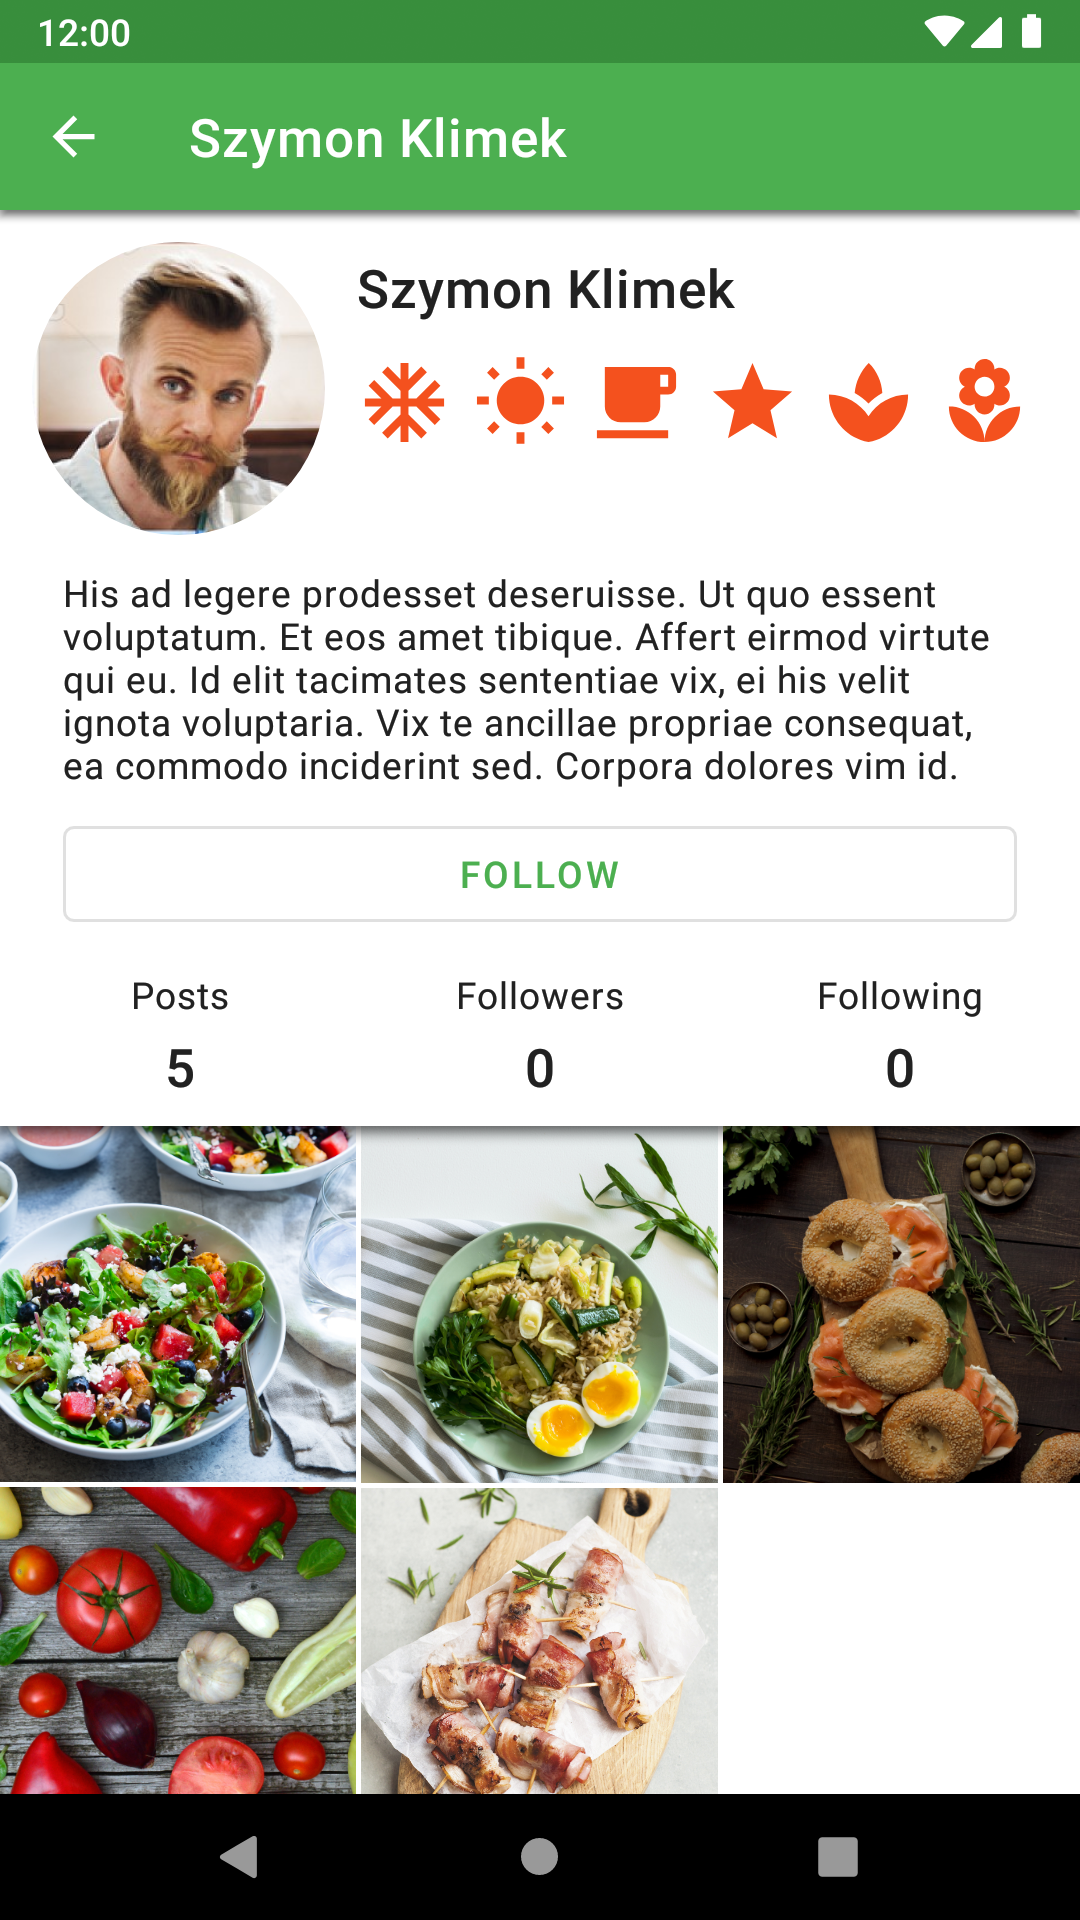 12:00
Szymon Klimek
Szymon Klimek
His ad legere prodesset deseruisse. Ut quo essent
voluptatum. Et eos amet tibique. Affert eirmod virtute
qui eu. Id elit tacimates sententiae vix, ei his velit
ignota voluptaria. Vix te ancillae propriae consequat,
ea commodo inciderint sed. Corpora dolores vim id.
FOLLOW
Posts Followers Following
5 0 0